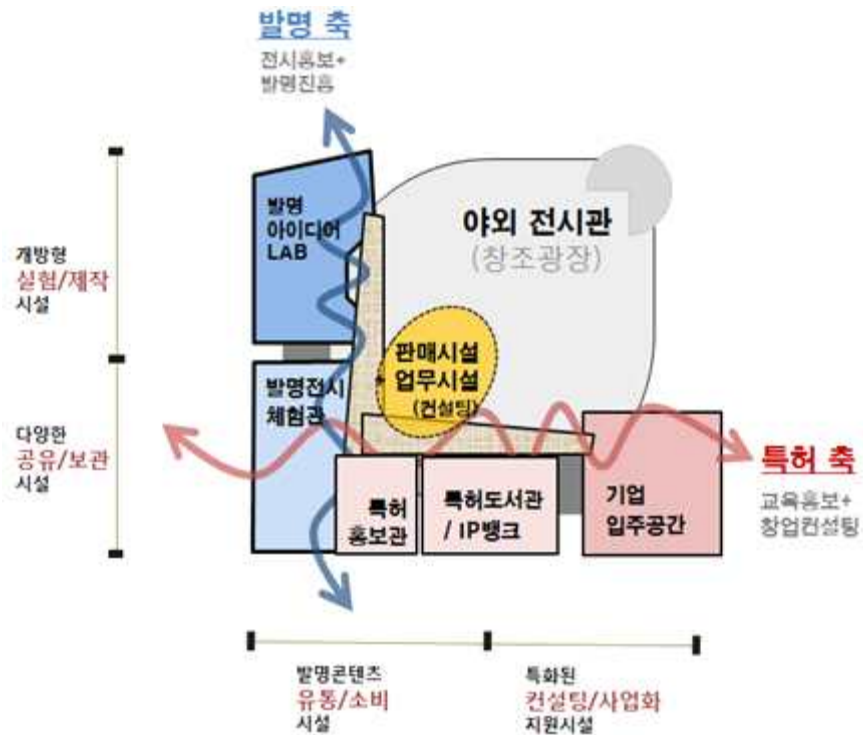 발명 축
전시홍보+
발명진흥
발명
아이디어
LAB
야외 전시관
(창조광장)
개방형
실험/제작
시설
판매시설
업무시설
(컨설팅)
발명전시
체험관
다양한
공유/보관
시설
특허 축
교육홍보+
창업컨설팅
특허
홍보관
특허도서관
/ IP뱅크
기업
입주공간
발명콘텐츠
유통/소비
시설
특화된
컨설팅/사업화
지원시설